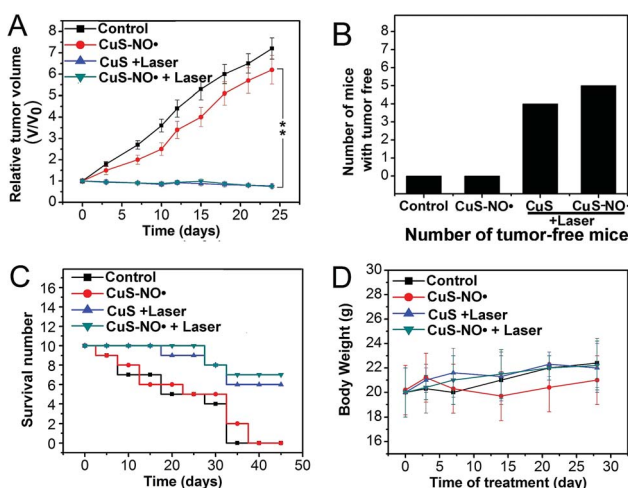 A
Control
CuS-NO•
CuS +Laser
CuS-NO• + Laser
Relative tumor volume
(V/V0)
8
7
6
5
4
3
2
1
0
**
0 5 10 15 20 25
Time (days)
B
Number of mice
with tumor free
8
6
4
2
0
Control CuS-NO• CuS CuS-NO•
+Laser
Number of tumor-free mice
C
Control
CuS-NO•
CuS +Laser
CuS-NO• + Laser
Survival number
16
14
12
10
8
6
4
2
0
0 10 20 30 40 50
Time (days)
D
Control
CuS-NO•
CuS +Laser
CuS-NO• + Laser
Body Weight (g)
30
28
26
24
22
20
18
16
0 5 10 15 20 25 30
Time of treatment (day)